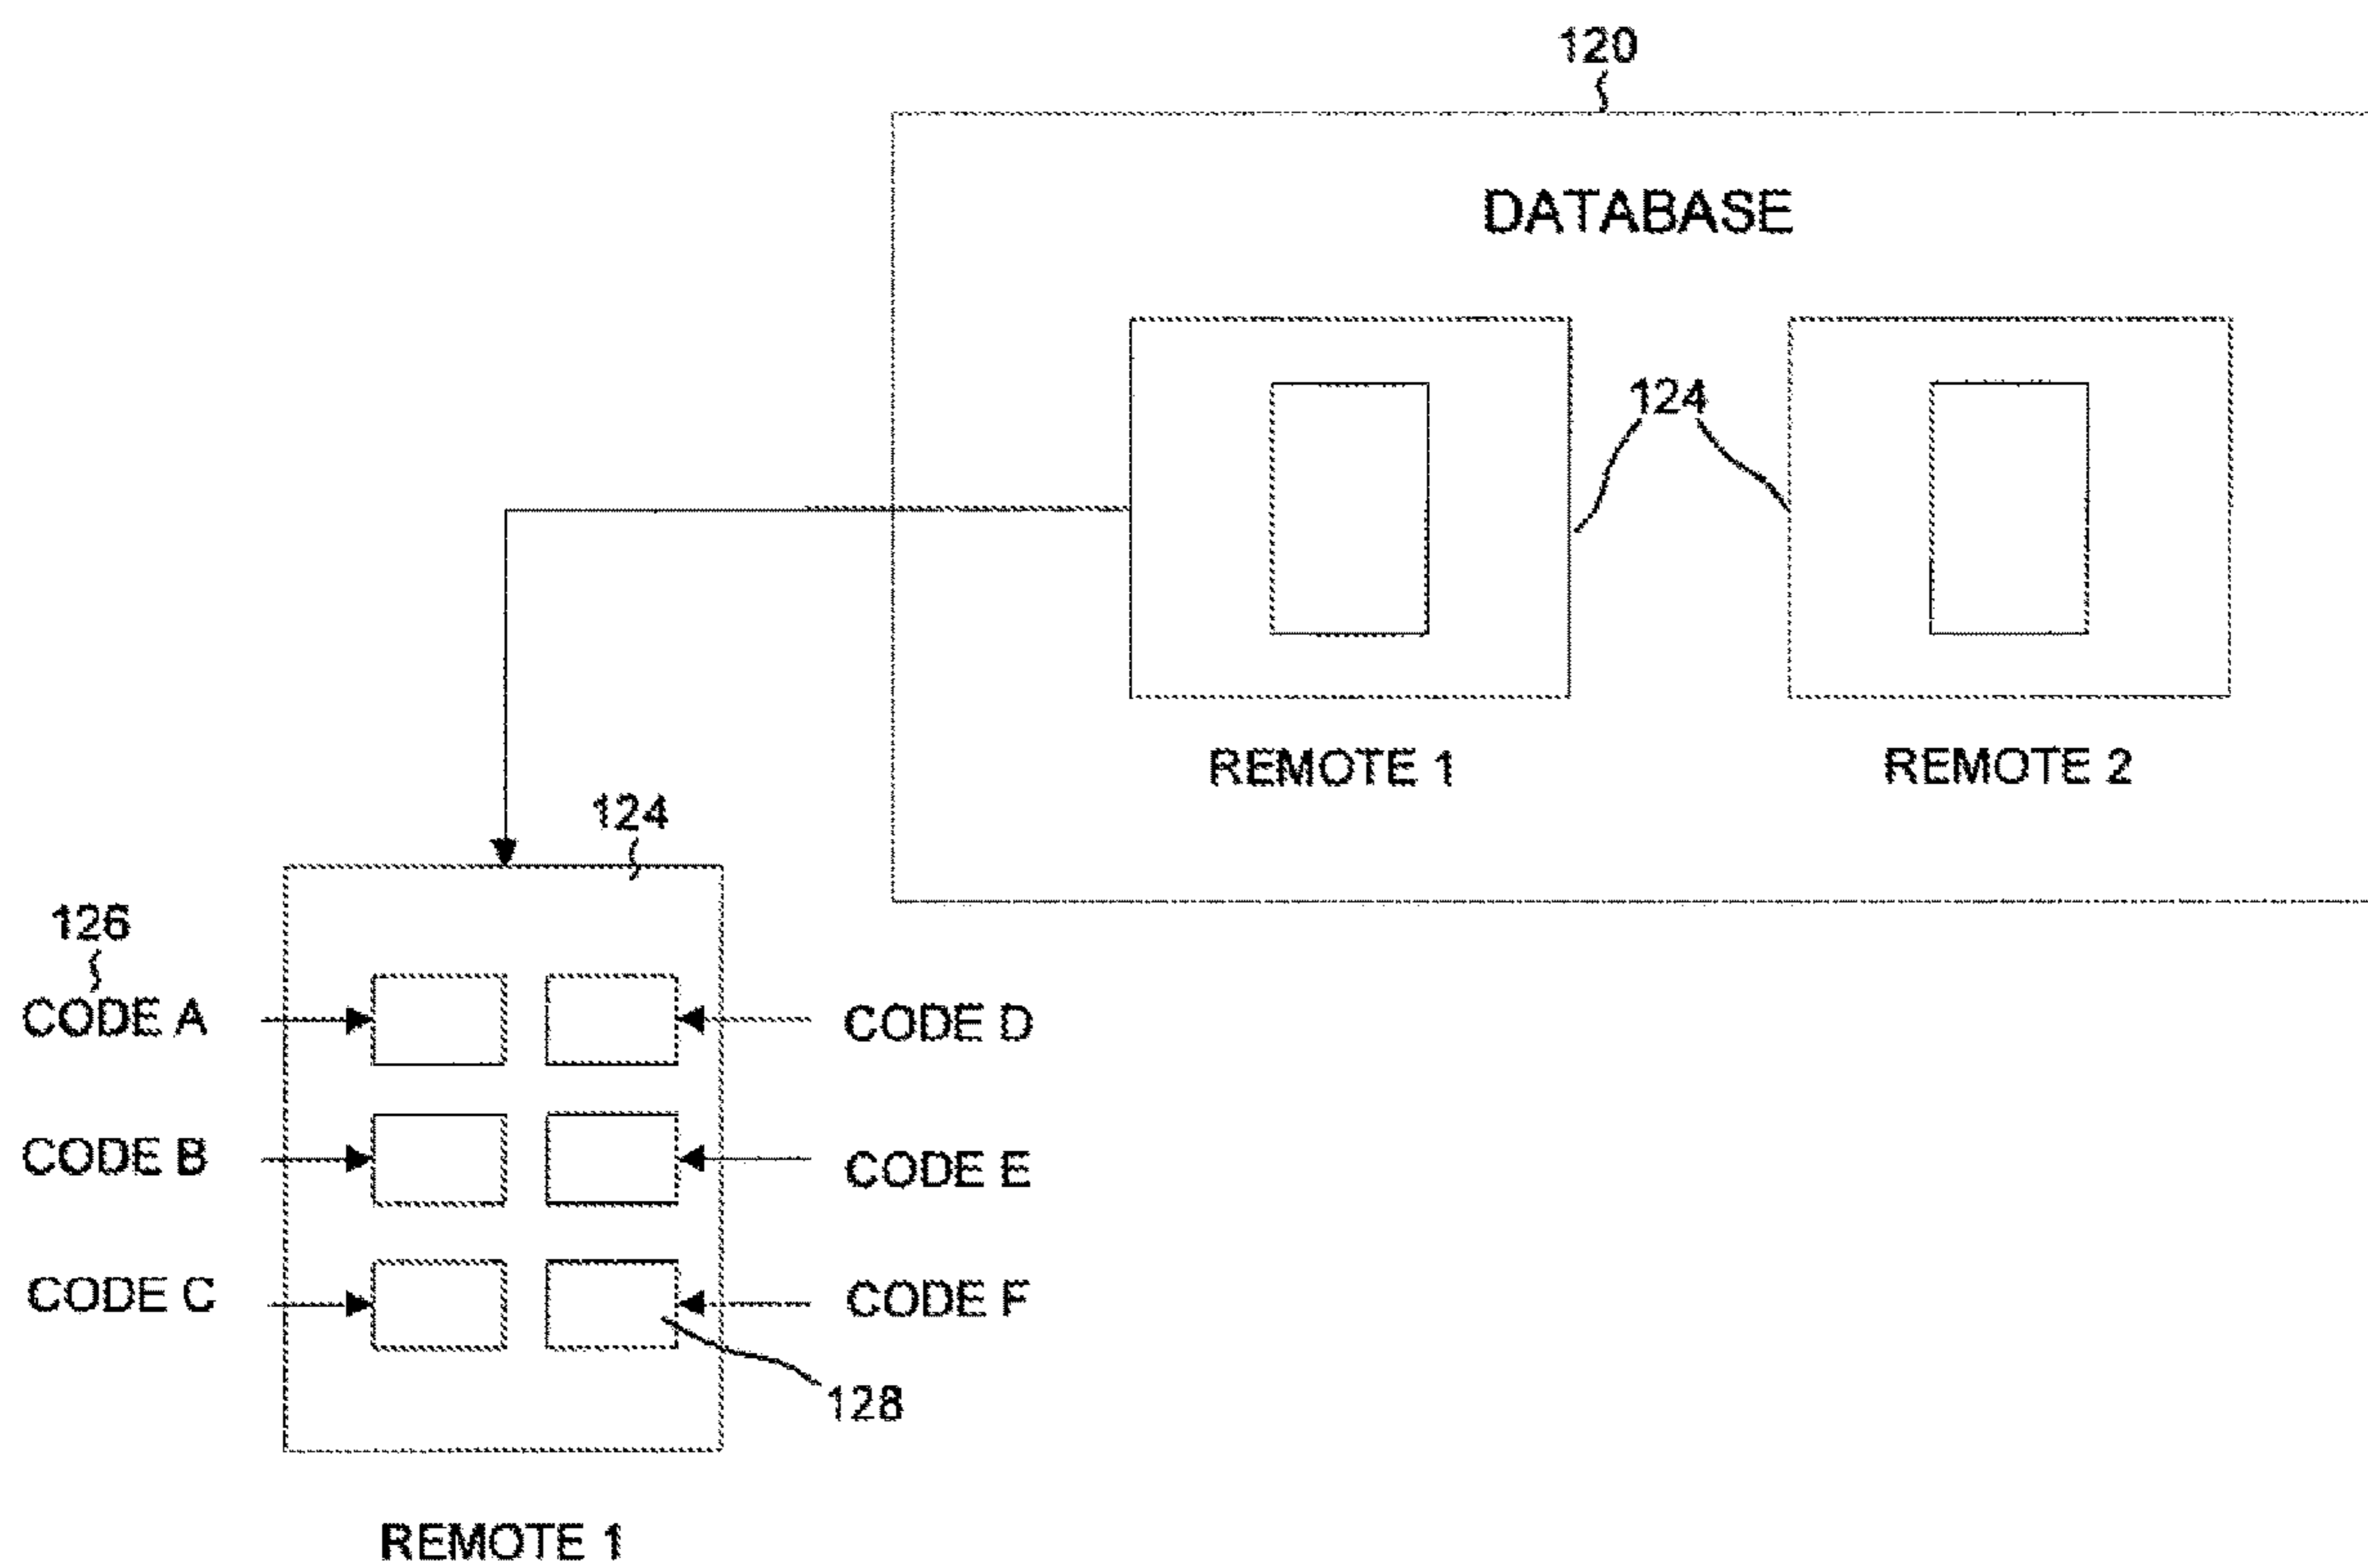 120
DATABASE
124
REMOTE 1
REMOTE 2
124
126
CODE A
CODE D
CODE B
CODE E
CODE C
CODE F
128
REMOTE 1